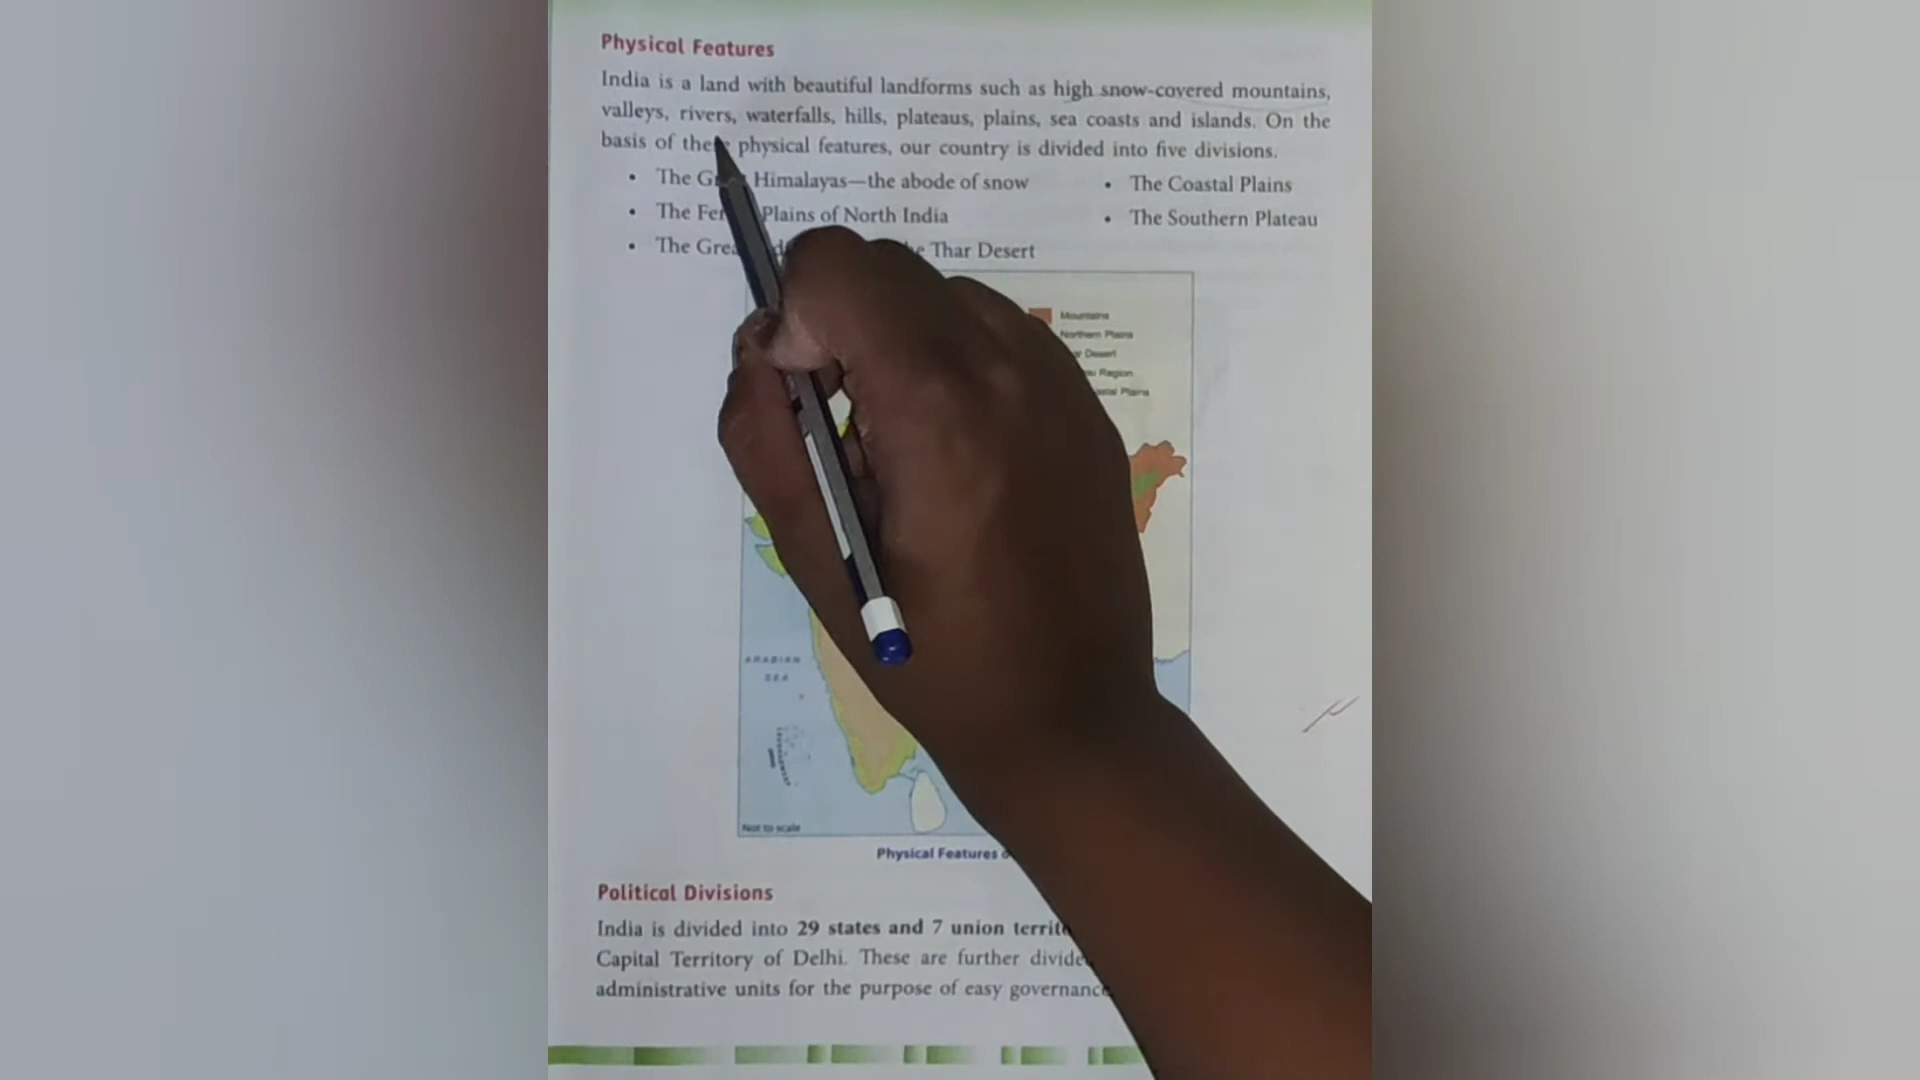 Physical Features
India is a land with beautiful landforms such as high snow-covered mountains,
valleys, rivers, waterfalls, hills, plateaus, plains, sea coasts and islands. On the
basis of physical features, our country is divided into five divisions.
• The Himalayas—the abode of snow
• The Plains of North India
• The Thar Desert
• The Coastal Plains
• The Southern Plateau
Mountains
Northern Plains
Desert
Region
Plains
ARABIAN
SEA
Not to scale
Physical Features
Political Divisions
India is divided into 29 states and 7 union
Capital Territory of Delhi. These are further
administrative units for the purpose of easy governance